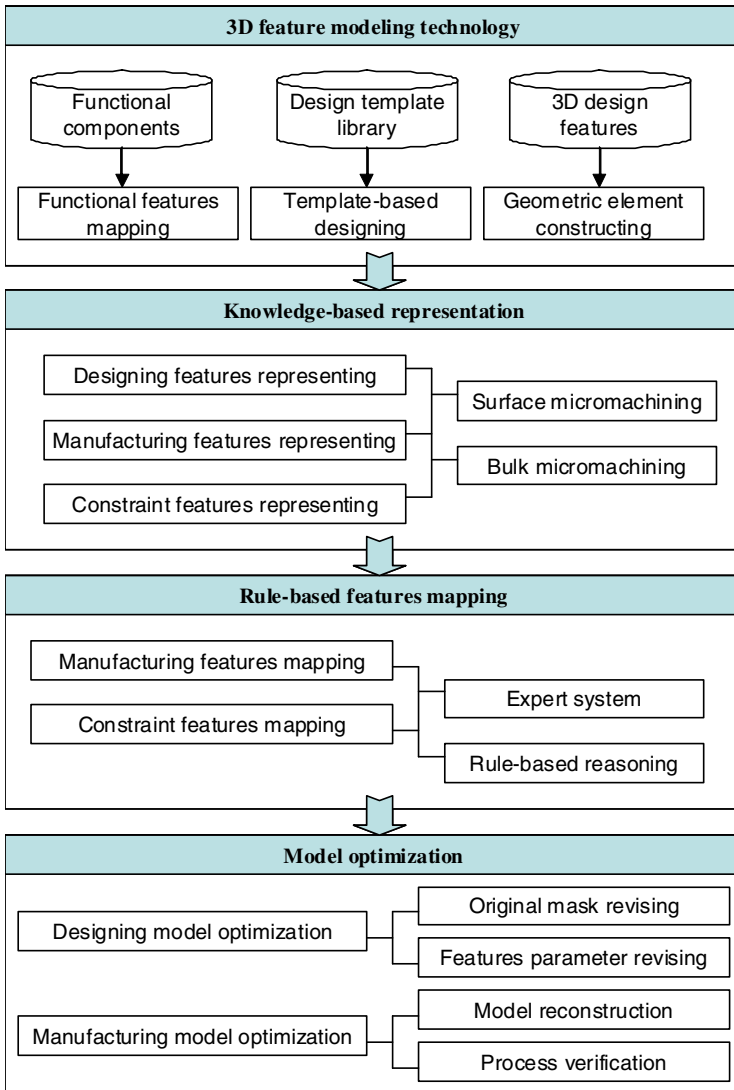 3D feature modeling technology
Functional
components
Design template
library
3D design
features
Functional features
mapping
Template-based
designing
Geometric element
constructing
Knowledge-based representation
Designing features representing
Manufacturing features representing
Constraint features representing
Surface micromachining
Bulk micromachining
Rule-based features mapping
Manufacturing features mapping
Constraint features mapping
Expert system
Rule-based reasoning
Model optimization
Designing model optimization
Original mask revising
Features parameter revising
Manufacturing model optimization
Model reconstruction
Process verification